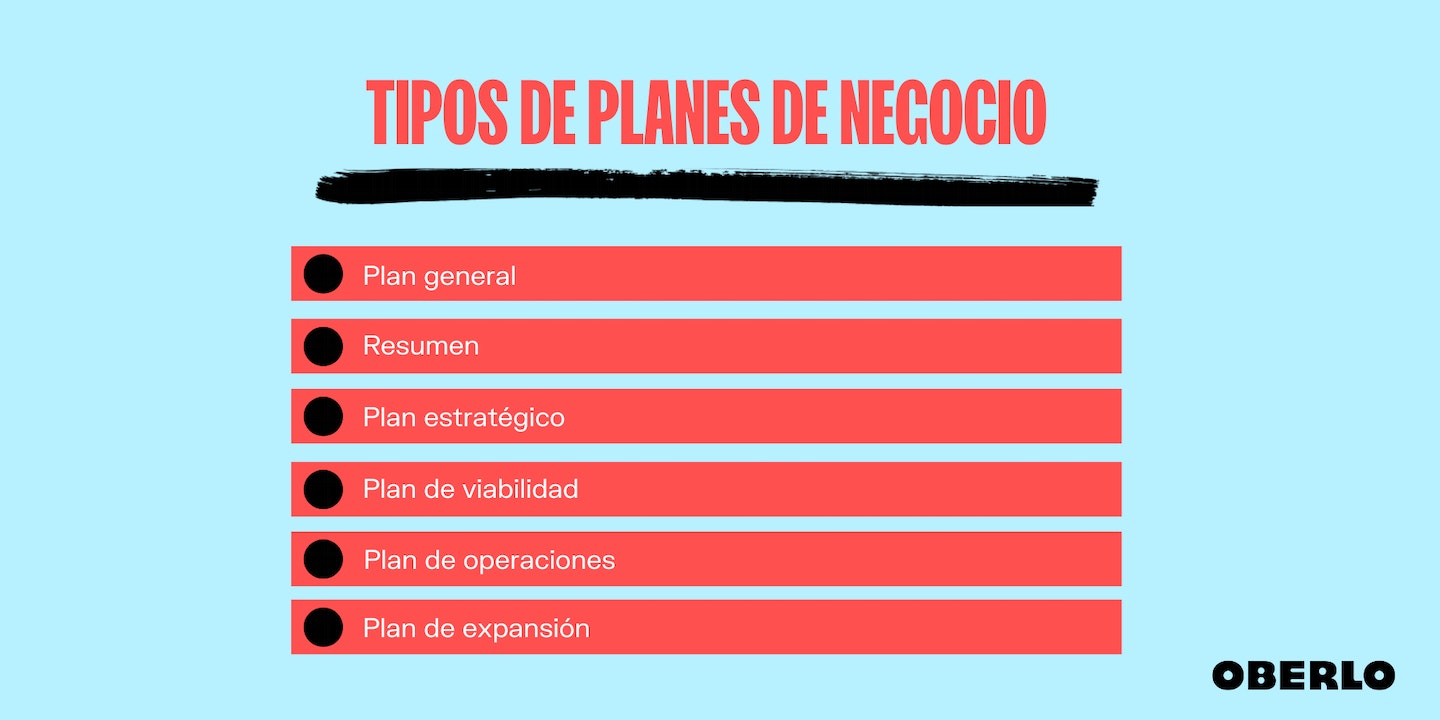 TIPOS DE PLANES DE NEGOCIO
Plan general
Resumen
Plan estratégico
Plan de viabilidad
Plan de operaciones
Plan de expansión
OBERLO